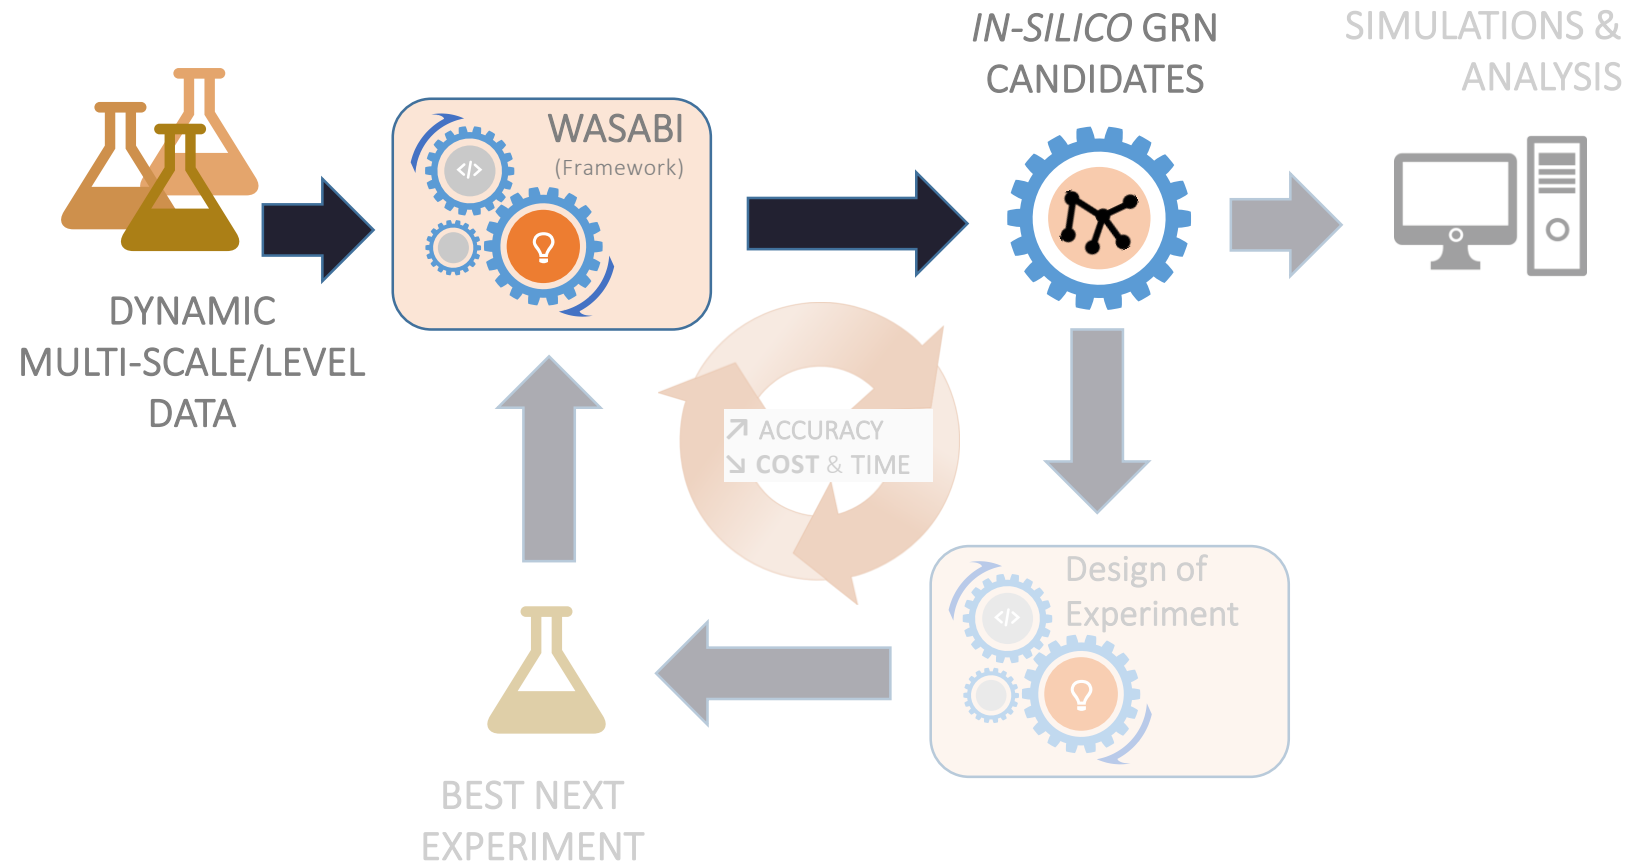 IN-SILICO GRN
CANDIDATES
SIMULATIONS &
ANALYSIS
WASABI
(Framework)
</>
DYNAMIC
MULTI-SCALE/LEVEL
DATA
↗ ACCURACY
↘ COST & TIME
Design of
Experiment
</>
BEST NEXT
EXPERIMENT